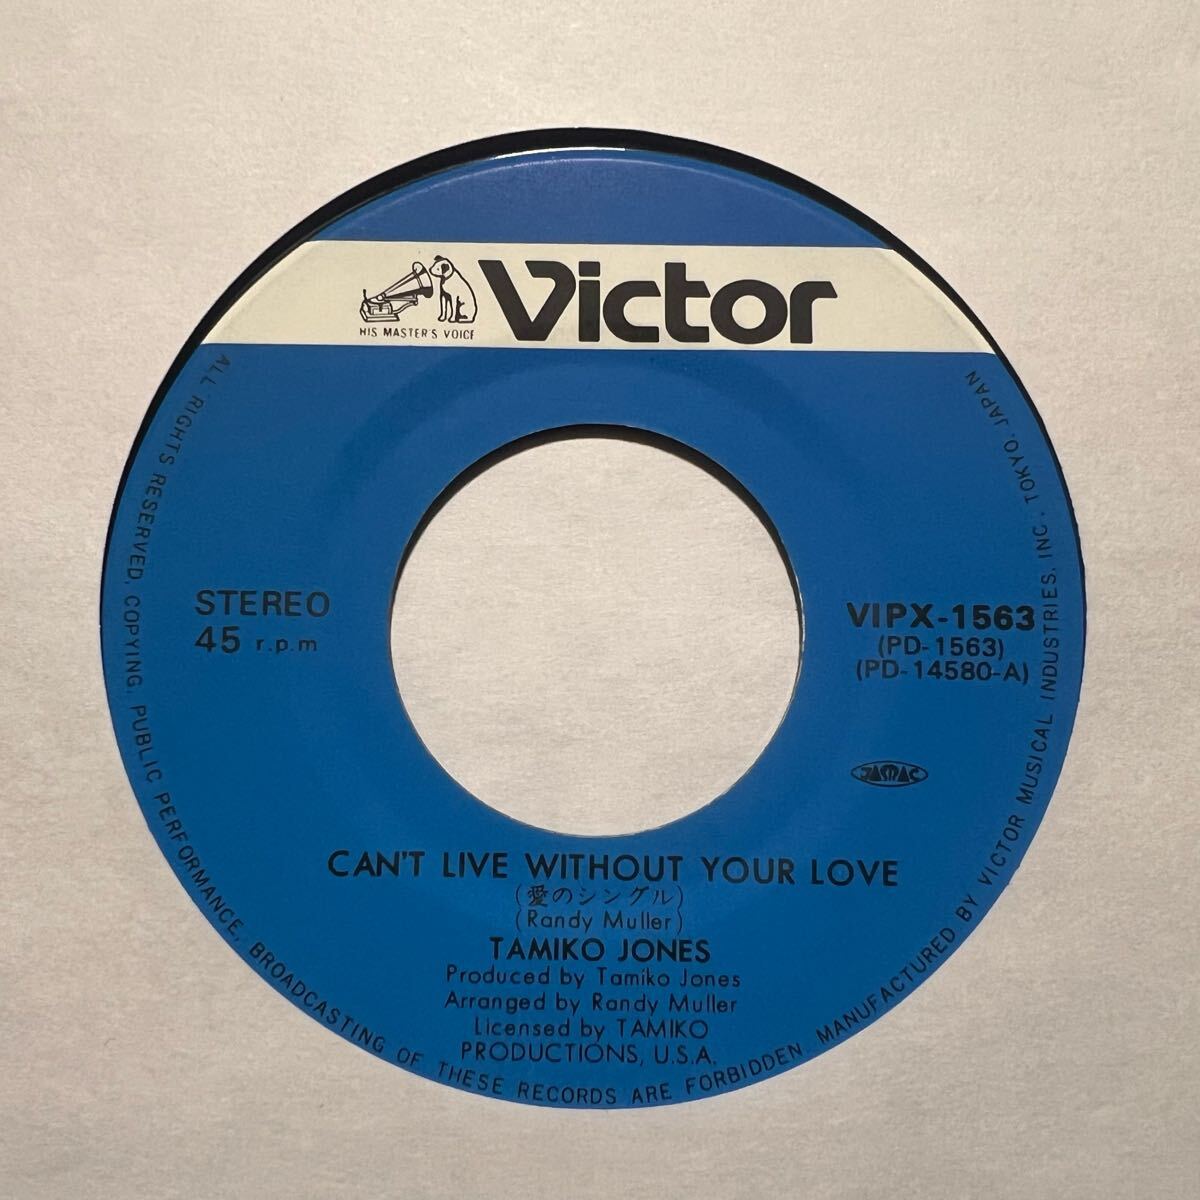 HIS MASTER'S VOICE
Victor
STEREO
45 r.p.m
VIPX-1563
(PD-1563)
(PD-14580-A)
JAMAC
CAN'T LIVE WITHOUT YOUR LOVE
(愛のシングル)
(Randy Muller)
TAMIKO JONES
Produced by Tamiko Jones
Arranged by Randy Muller
Licensed by TAMIKO
PRODUCTIONS, U.S.A.
ALL RIGHTS RESERVED. COPYING, PUBLIC PERFORMANCE, BROADCASTING OF THESE RECORDS ARE FORBIDDEN. MANUFACTURED BY VICTOR MUSICAL INDUSTRIES, INC. TOKYO, JAPAN